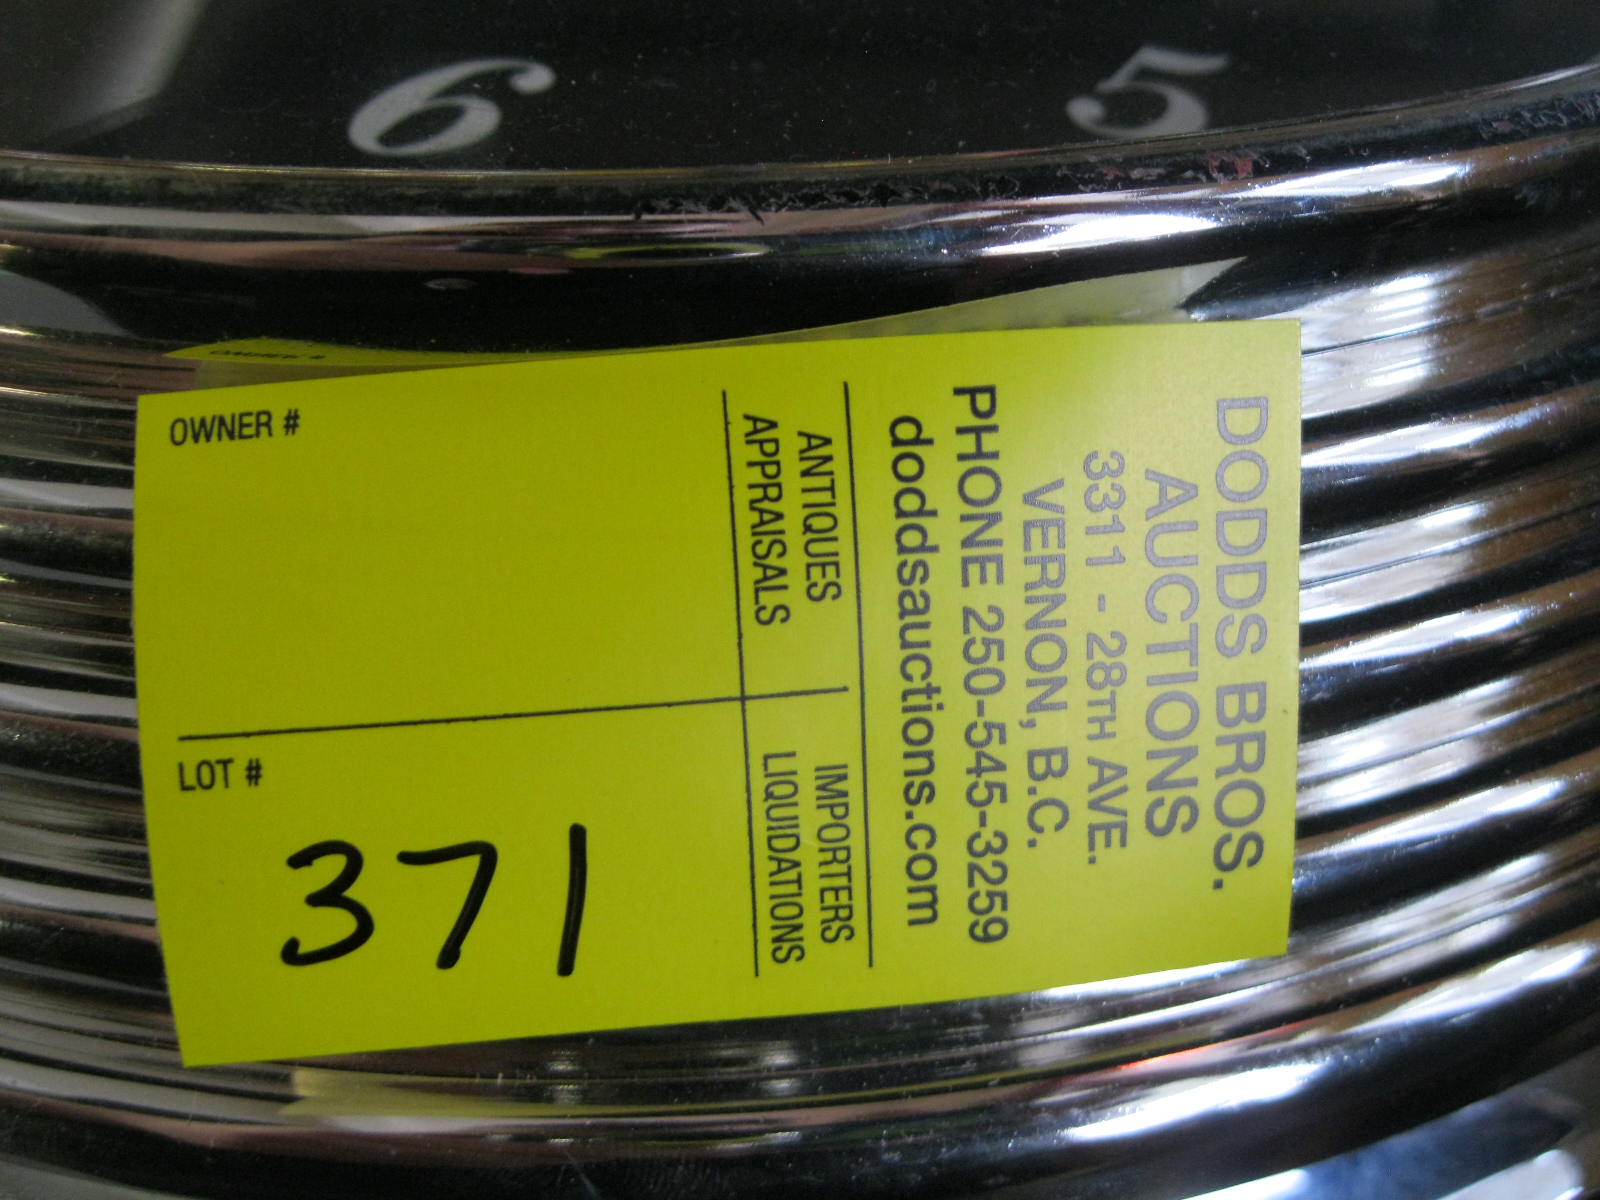 6 5
DODDS BROS.
AUCTIONS
3311 - 28TH AVE.
VERNON, B.C.
PHONE 250-545-3259
doddsauctions.com
ANTIQUES IMPORTERS
APPRAISALS LIQUIDATIONS
OWNER #
LOT #
371
OWNER #